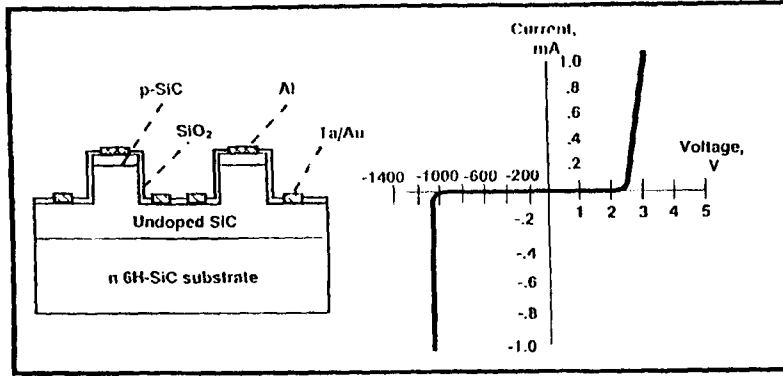 p-SiC
Al
SiO₂
Ta/Au
Undoped SiC
n 6H-SiC substrate
Current,
mA
1.0
.8
.6
.4
.2
Voltage,
V
-1400 -1000 -600 -200
1 2 3 4 5
-.2
-.4
-.6
-.8
-1.0